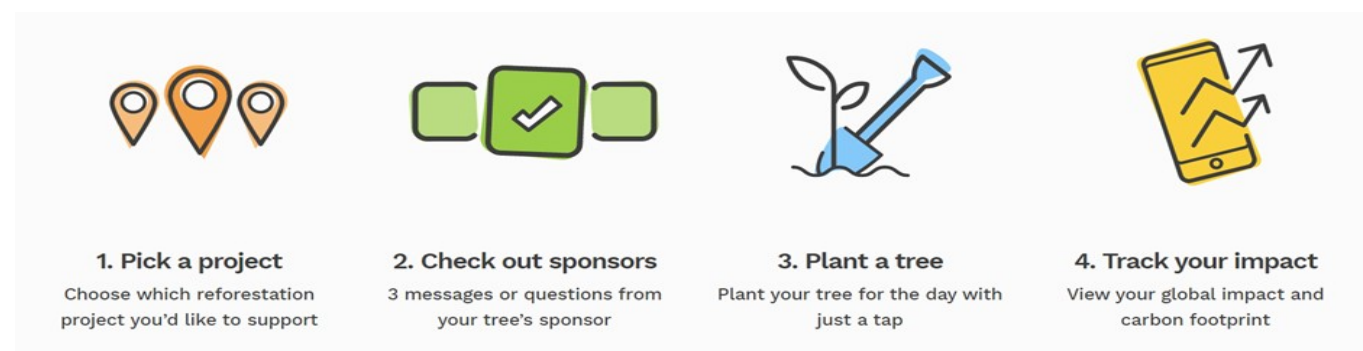 1. Pick a project
Choose which reforestation
project you'd like to support
2. Check out sponsors
3 messages or questions from
your tree's sponsor
3. Plant a tree
Plant your tree for the day with
just a tap
4. Track your impact
View your global impact and
carbon footprint